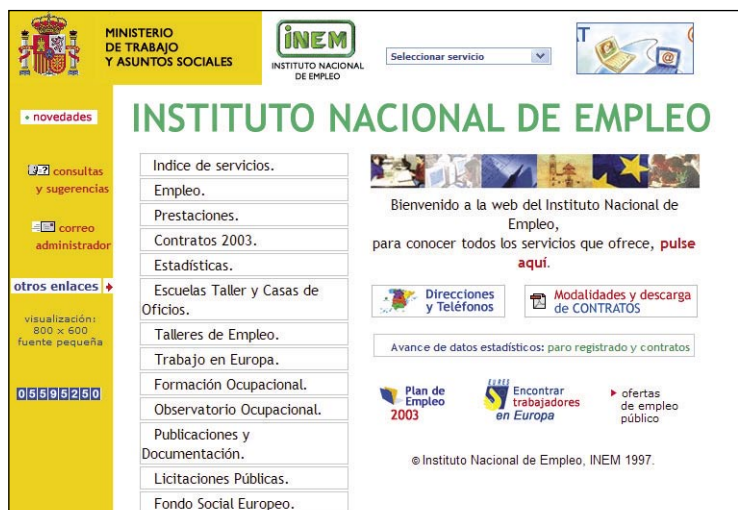 MINISTERIO
DE TRABAJO
Y ASUNTOS SOCIALES
INEM
INSTITUTO NACIONAL
DE EMPLEO
Seleccionar servicio
T @
@
INSTITUTO NACIONAL DE EMPLEO
• novedades
consultas
y sugerencias
correo
administrador
otros enlaces
visualización:
800 x 600
fuente pequeña
05595250
Indice de servicios.
Empleo.
Prestaciones.
Contratos 2003.
Estadísticas.
Escuelas Taller y Casas de
Oficios.
Talleres de Empleo.
Trabajo en Europa.
Formación Ocupacional.
Observatorio Ocupacional.
Publicaciones y
Documentación.
Licitaciones Públicas.
Fondo Social Europeo.
Bienvenido a la web del Instituto Nacional de
Empleo,
para conocer todos los servicios que ofrece, pulse
aquí.
Direcciones
y Teléfonos
Modalidades y descarga
de CONTRATOS
Avance de datos estadísticos: paro registrado y contratos
Plan de
Empleo
2003
EURES
Encontrar
trabajadores
en Europa
ofertas
de empleo
público
© Instituto Nacional de Empleo, INEM 1997.